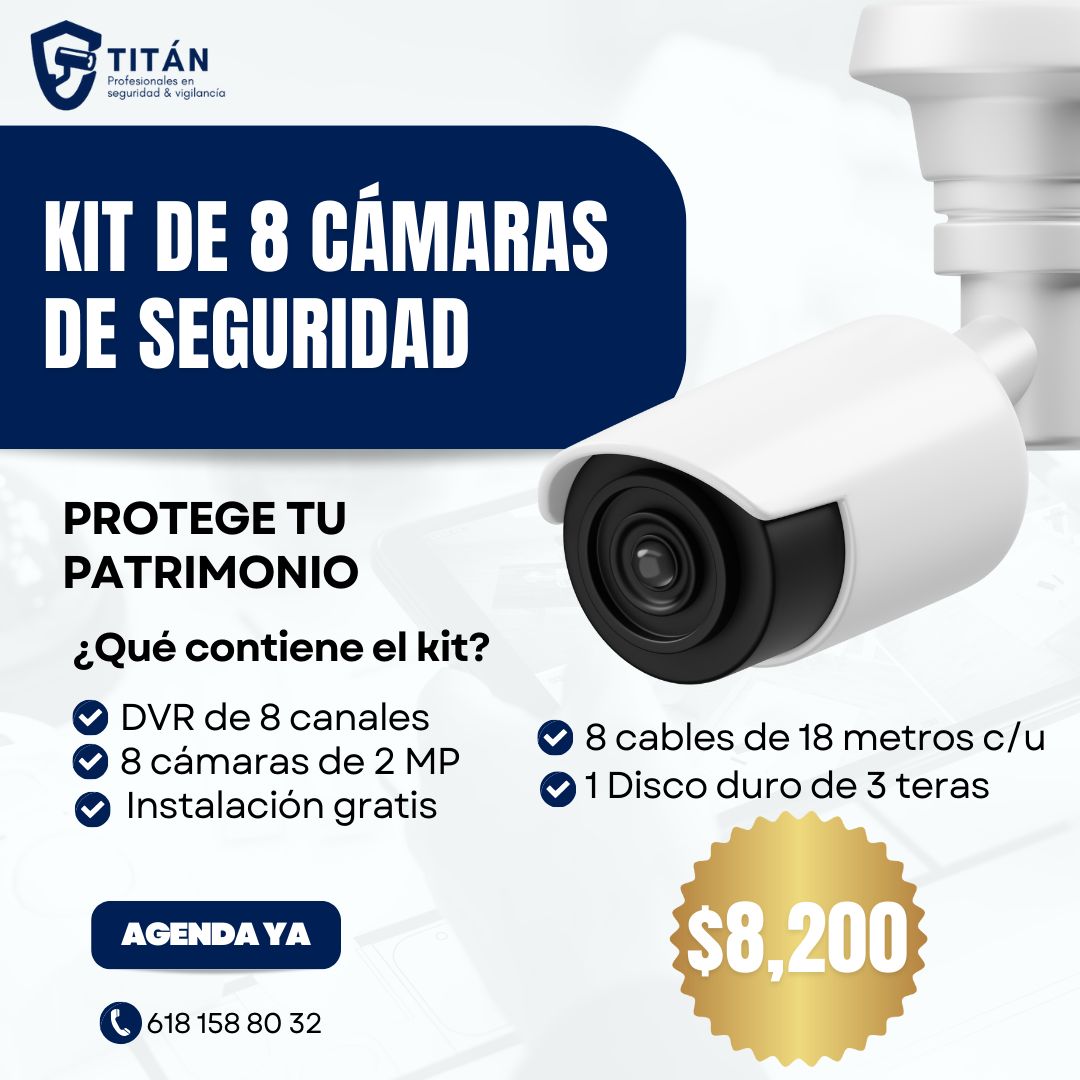 TITÁN
Profesionales en
seguridad & vigilancía
KIT DE 8 CÁMARAS
DE SEGURIDAD
PROTEGE TU
PATRIMONIO
¿Qué contiene el kit?
DVR de 8 canales
8 cámaras de 2 MP
Instalación gratis
8 cables de 18 metros c/u
1 Disco duro de 3 teras
$8,200
AGENDA YA
618 158 80 32